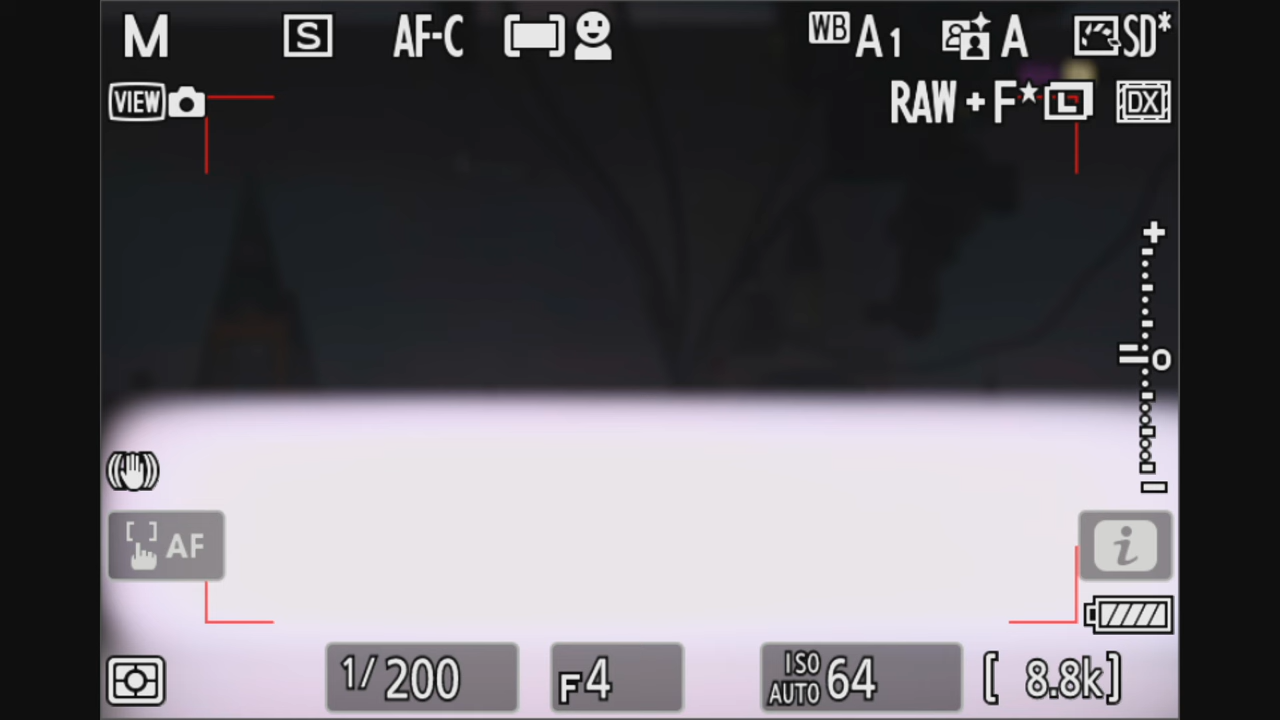 M S AF-C WB A1 A SD*
VIEW RAW + F★ L DX
+
0
AF i
1/200 F4 ISO AUTO 64 [ 8.8k]